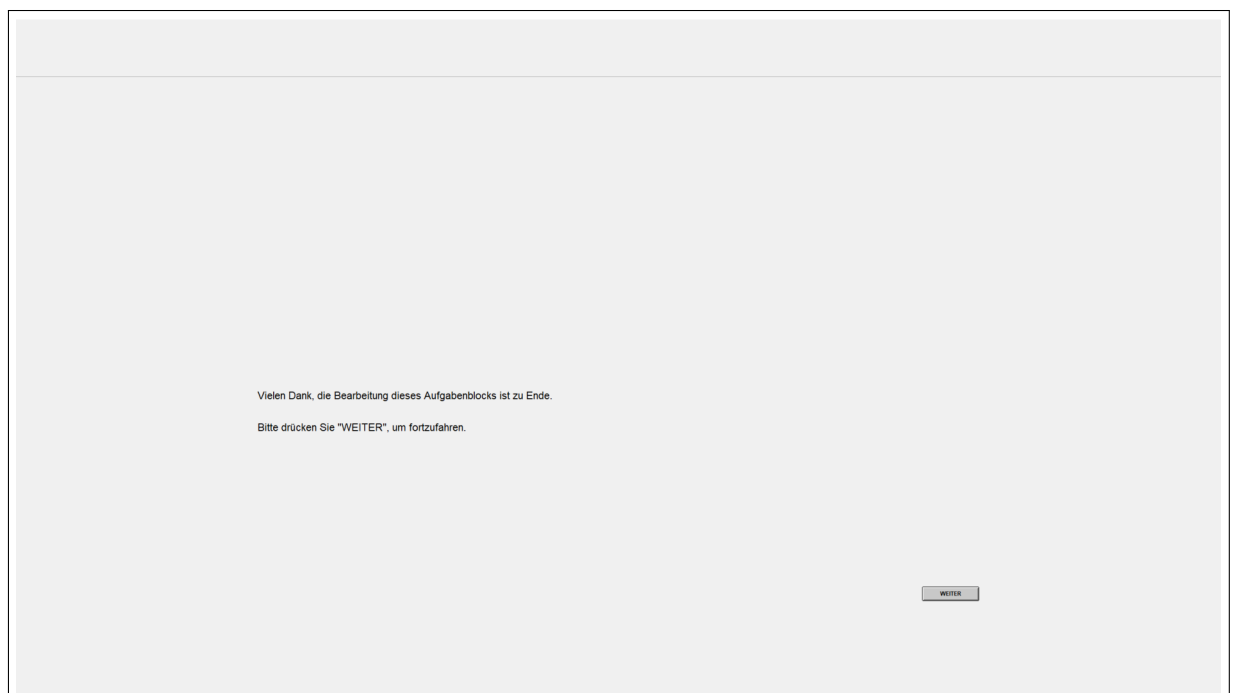 Vielen Dank, die Bearbeitung dieses Aufgabenblocks ist zu Ende.
Bitte drücken Sie "WEITER", um fortzufahren.
WEITER